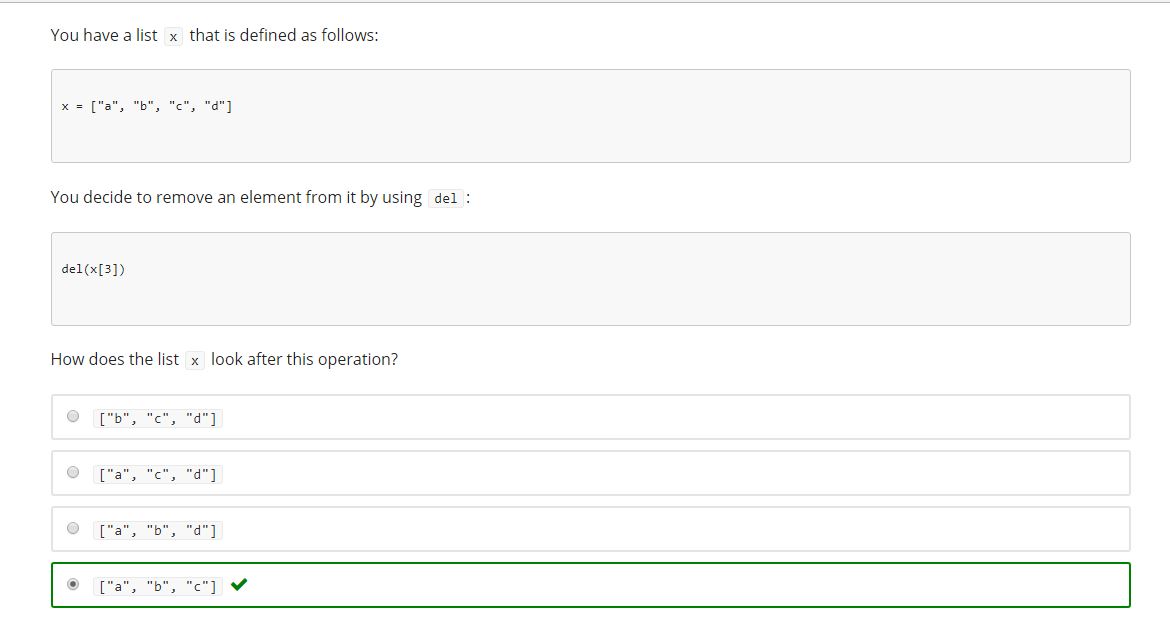 You have a list x that is defined as follows:
x = ["a", "b", "c", "d"]
You decide to remove an element from it by using del :
del(x[3])
How does the list x look after this operation?
["b", "c", "d"]
["a", "c", "d"]
["a", "b", "d"]
["a", "b", "c"]